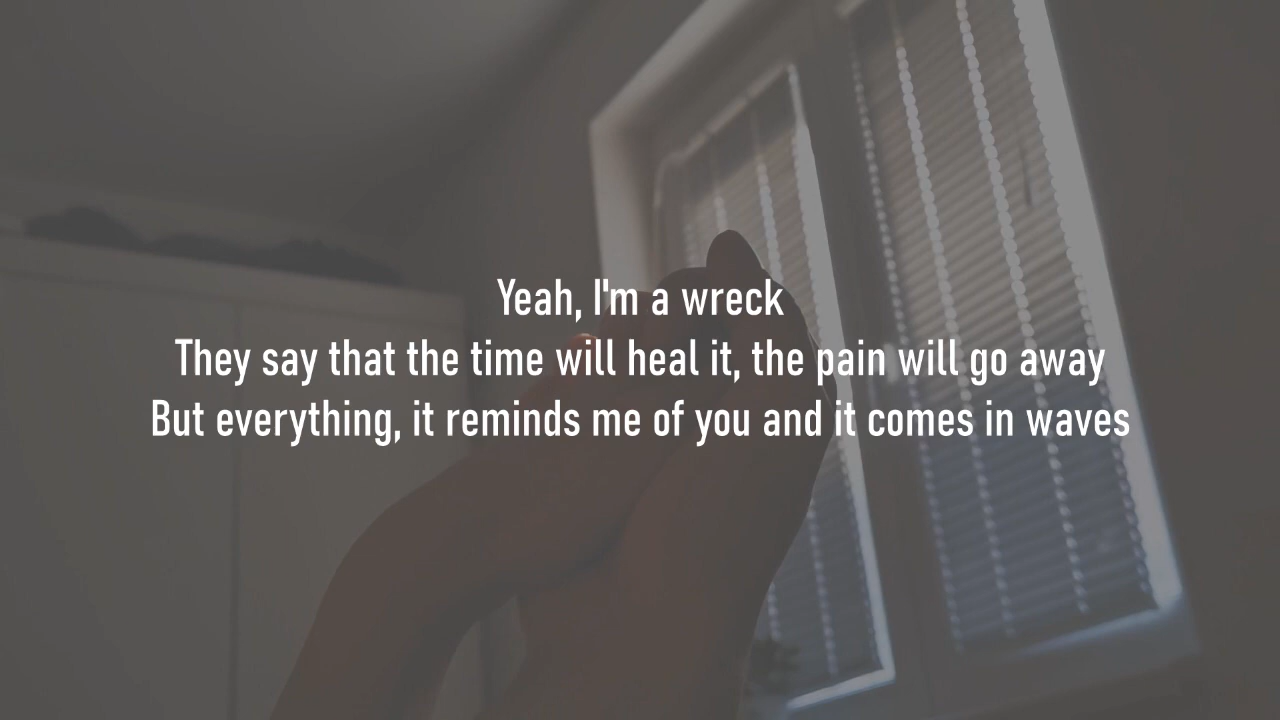 Yeah, I'm a wreck
They say that the time will heal it, the pain will go away
But everything, it reminds me of you and it comes in waves